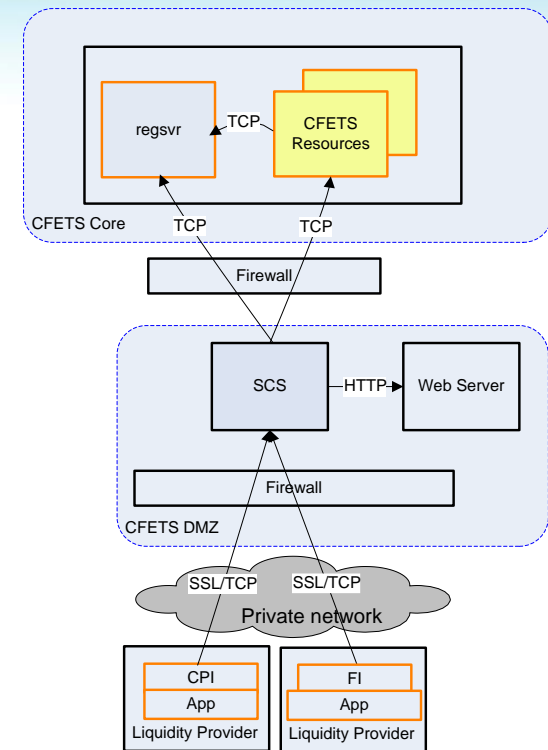 regsvr
TCP
CFETS
Resources
CFETS Core
TCP
TCP
Firewall
SCS
HTTP
Web Server
Firewall
CFETS DMZ
SSL/TCP
SSL/TCP
Private network
CPI
App
Liquidity Provider
FI
App
Liquidity Provider